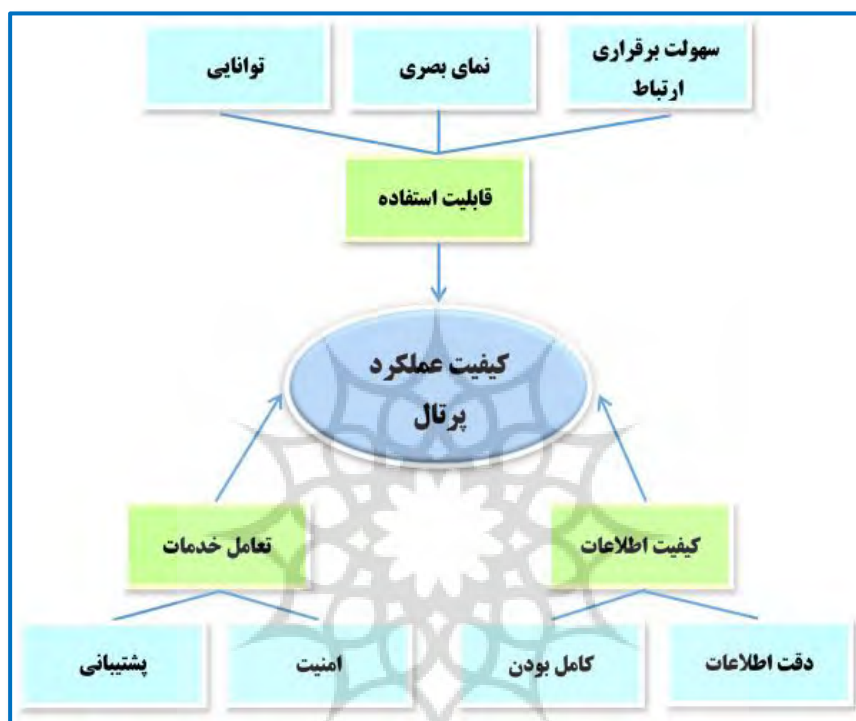 سهولت برقراری
ارتباط
نمای بصری
توانایی
قابلیت استفاده
کیفیت عملکرد
پرتال
کیفیت اطلاعات
تعامل خدمات
دقت اطلاعات
کامل بودن
امنیت
پشتیبانی